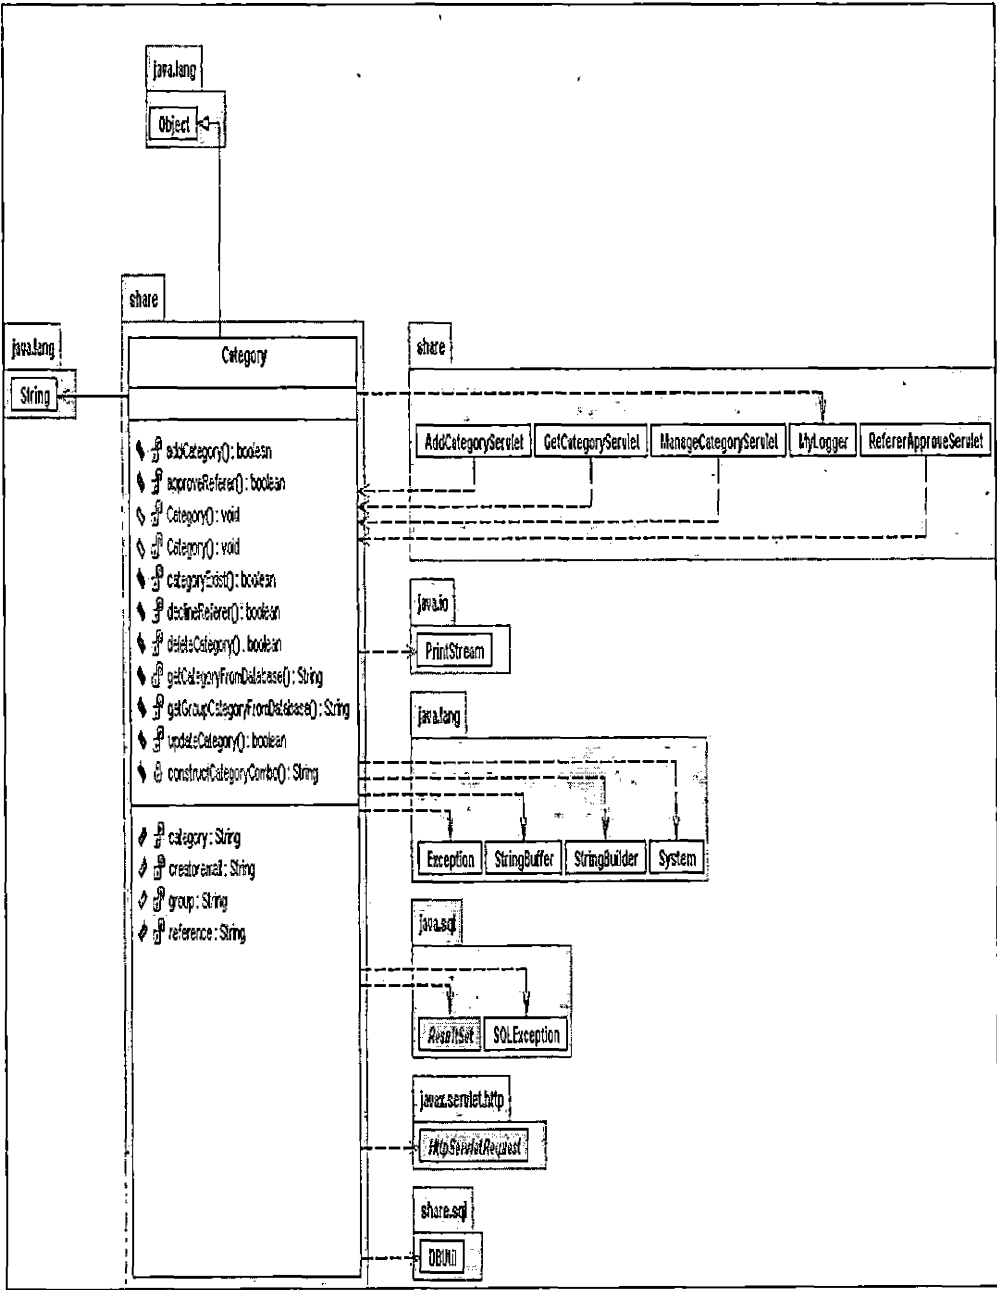 java.lang
Object
share
java.lang
String
Category
addCategory() : boolean
approveReferer() : boolean
Category() : void
Category() : void
categoryExist() : boolean
declineReferer() : boolean
deleteCategory() : boolean
getCategoryFromDatabase() : String
getGroupCategoryFromDatabase() : String
updateCategory() : boolean
constructCategoryCombo() : String
category : String
creatoremail : String
group : String
reference : String
share
AddCategoryServlet
GetCategoryServlet
ManageCategoryServlet
MyLogger
RefererApproveServlet
java.io
PrintStream
java.lang
Exception
StringBuffer
StringBuilder
System
java.sql
ResultSet
SQLException
javax.servlet.http
HttpServletRequest
share.sql
DBUtil